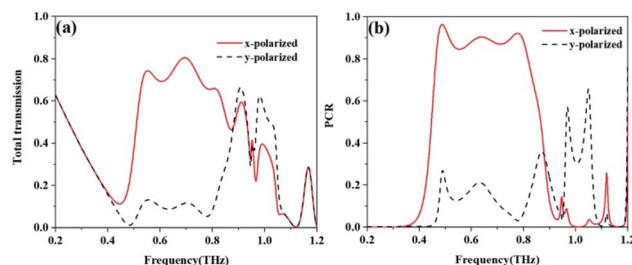 (a)
x-polarized
y-polarized
Total transmission
1.0
0.8
0.6
0.4
0.2
0.0
0.2 0.4 0.6 0.8 1.0 1.2
Frequency(THz)
(b)
x-polarized
y-polarized
PCR
1.0
0.8
0.6
0.4
0.2
0.0
0.2 0.4 0.6 0.8 1.0 1.2
Frequency(THz)